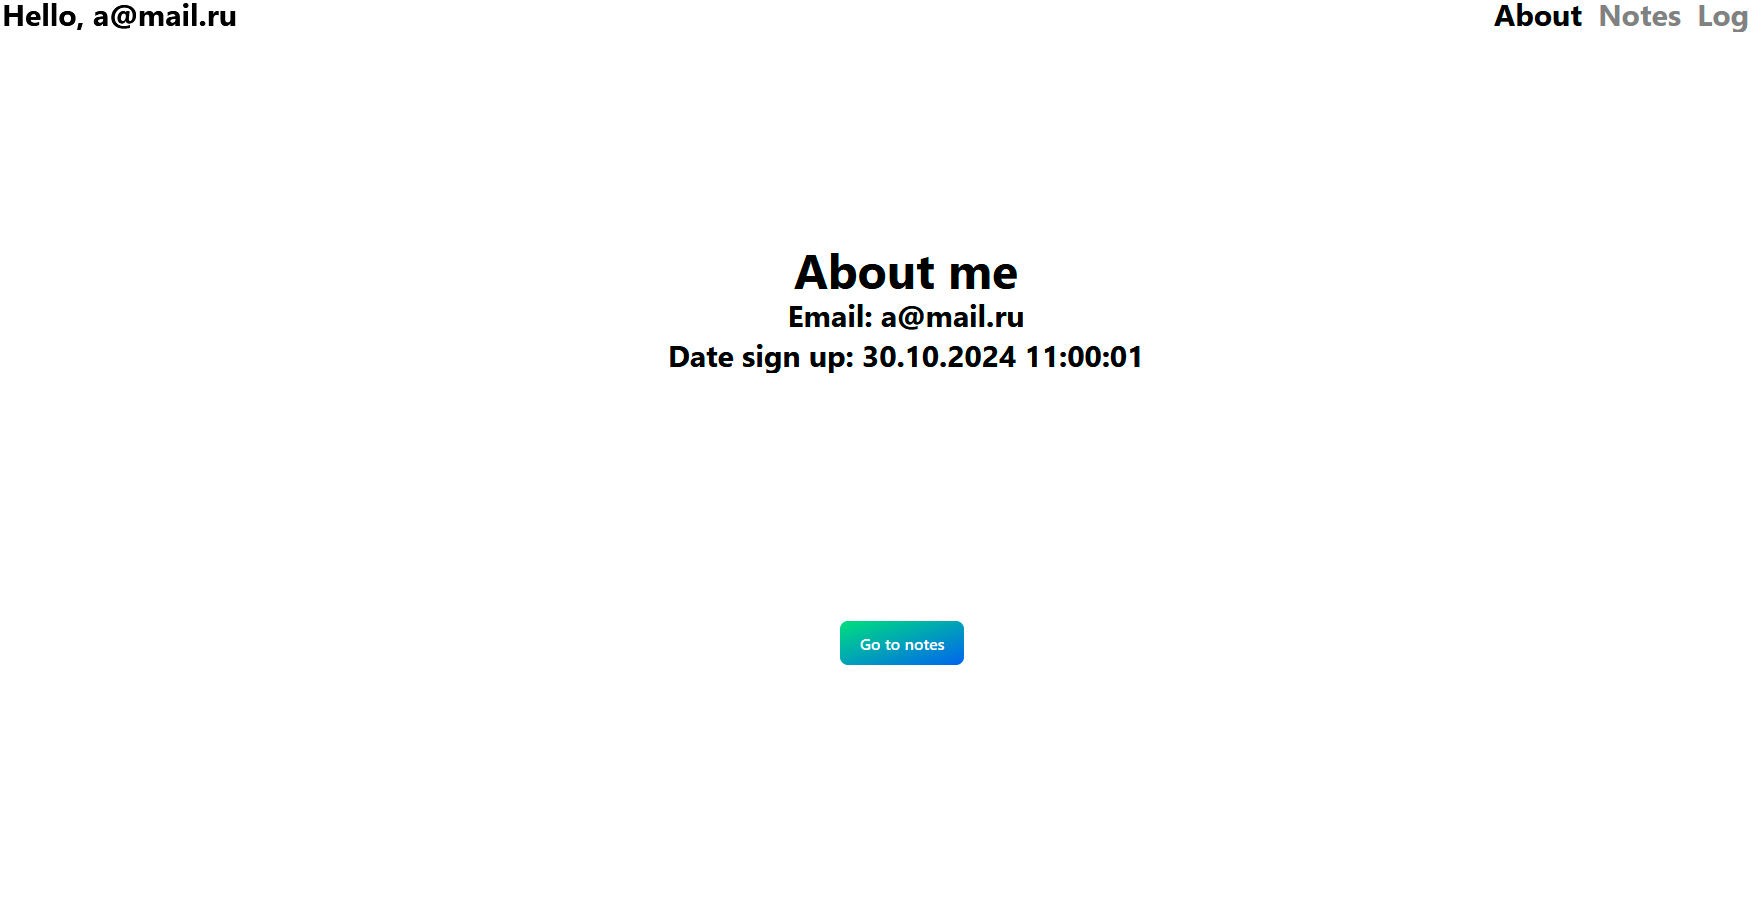 Hello, a@mail.ru
About Notes Log
About me
Email: a@mail.ru
Date sign up: 30.10.2024 11:00:01
Go to notes